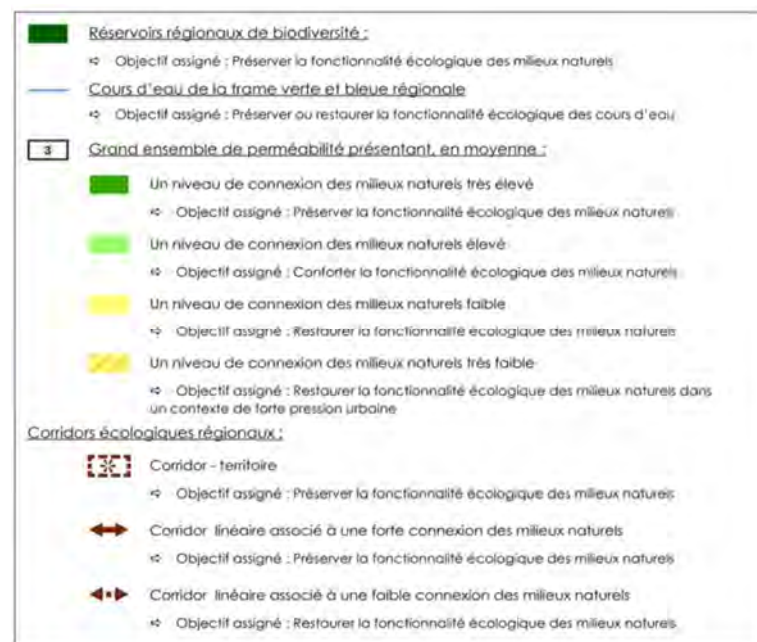 Réservoirs régionaux de biodiversité :
⇨ Objectif assigné : Préserver la fonctionnalité écologique des milieux naturels
Cours d'eau de la trame verte et bleue régionale
⇨ Objectif assigné : Préserver ou restaurer la fonctionnalité écologique des cours d'eau
3 Grand ensemble de perméabilité présentant, en moyenne :
Un niveau de connexion des milieux naturels très élevé
⇨ Objectif assigné : Préserver la fonctionnalité écologique des milieux naturels
Un niveau de connexion des milieux naturels élevé
⇨ Objectif assigné : Conforter la fonctionnalité écologique des milieux naturels
Un niveau de connexion des milieux naturels faible
⇨ Objectif assigné : Restaurer la fonctionnalité écologique des milieux naturels
Un niveau de connexion des milieux naturels très faible
⇨ Objectif assigné : Restaurer la fonctionnalité écologique des milieux naturels dans
un contexte de forte pression urbaine
Corridors écologiques régionaux :
Corridor - territoire
⇨ Objectif assigné : Préserver la fonctionnalité écologique des milieux naturels
Corridor linéaire associé à une forte connexion des milieux naturels
⇨ Objectif assigné : Préserver la fonctionnalité écologique des milieux naturels
Corridor linéaire associé à une faible connexion des milieux naturels
⇨ Objectif assigné : Restaurer la fonctionnalité écologique des milieux naturels